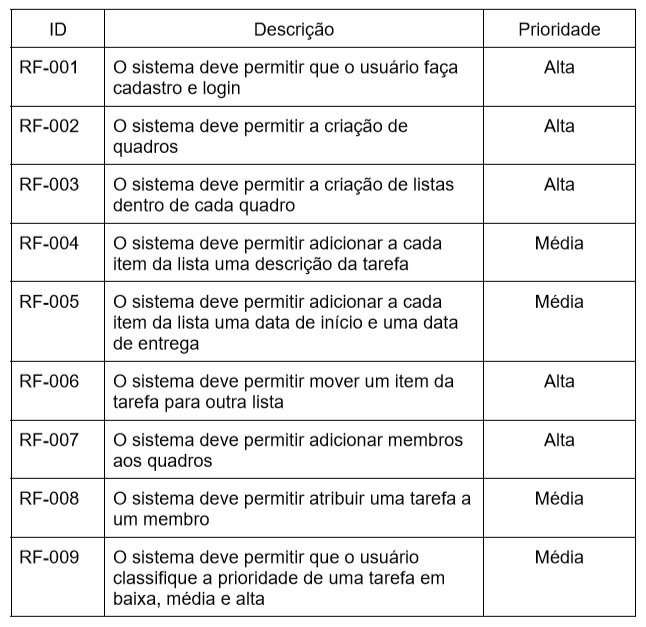 ID Descrição Prioridade
RF-001 O sistema deve permitir que o usuário faça Alta
cadastro e login
RF-002 O sistema deve permitir a criação de Alta
quadros
RF-003 O sistema deve permitir a criação de listas Alta
dentro de cada quadro
RF-004 O sistema deve permitir adicionar a cada Média
item da lista uma descrição da tarefa
RF-005 O sistema deve permitir adicionar a cada Média
item da lista uma data de início e uma data
de entrega
RF-006 O sistema deve permitir mover um item da Alta
tarefa para outra lista
RF-007 O sistema deve permitir adicionar membros Alta
aos quadros
RF-008 O sistema deve permitir atribuir uma tarefa a Média
um membro
RF-009 O sistema deve permitir que o usuário Média
classifique a prioridade de uma tarefa em
baixa, média e alta